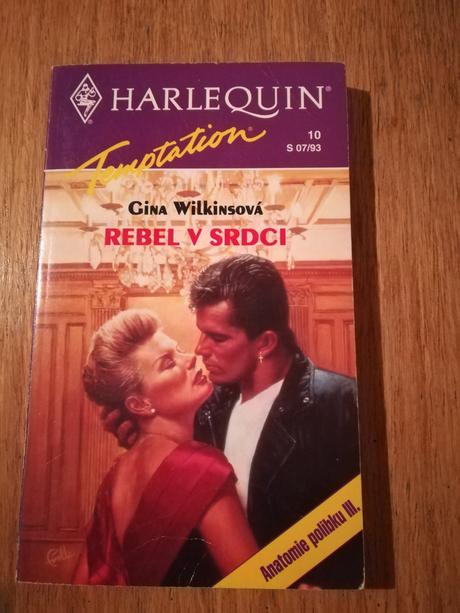 HARLEQUIN®
Temptation®
10
S 07/93
Gina Wilkinsová
REBEL V SRDCI
Anatomie polibku III.